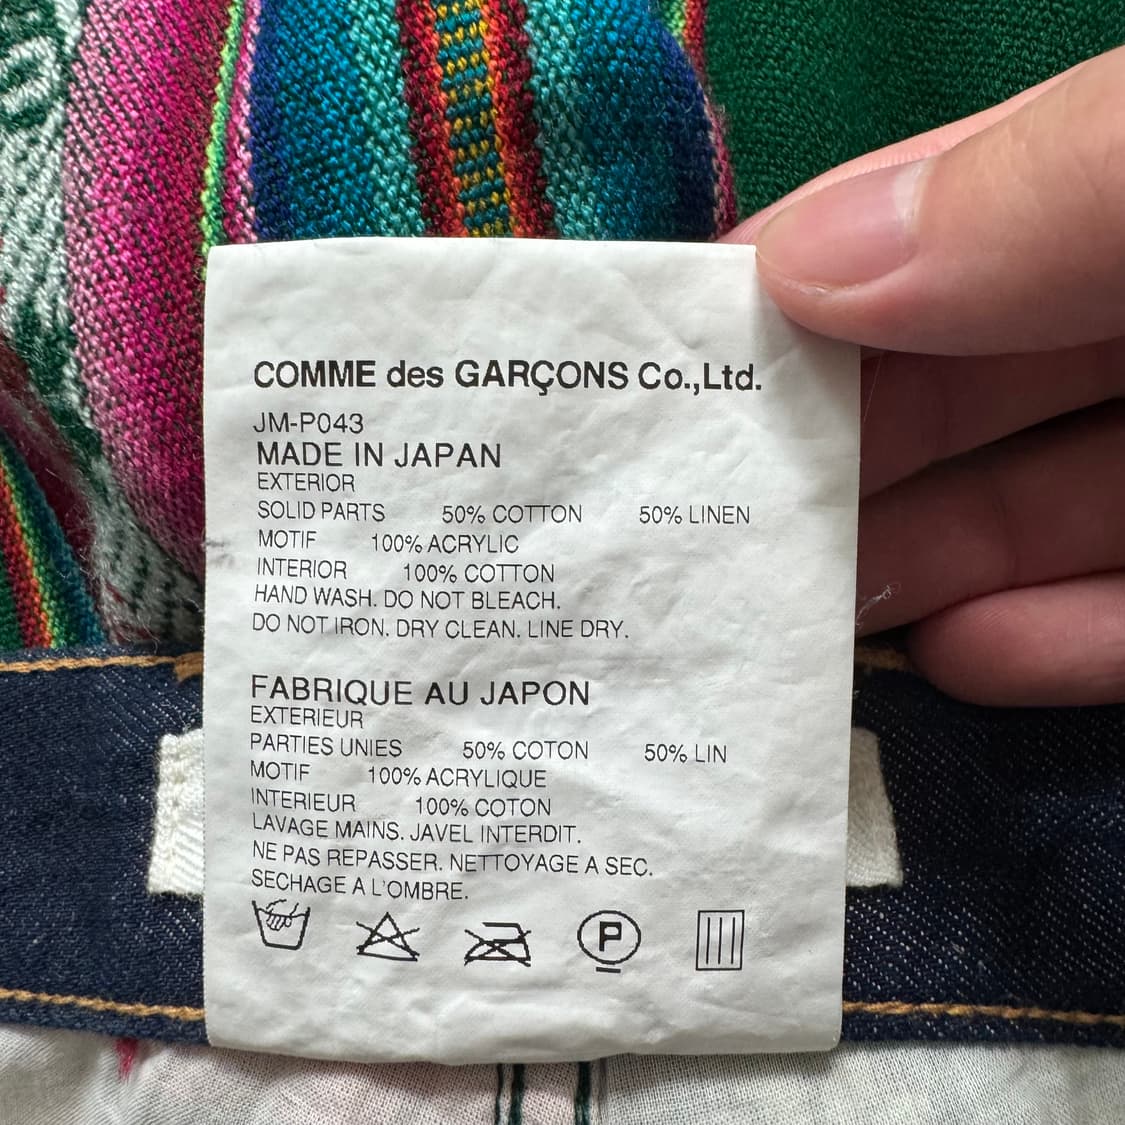 COMME des GARÇONS Co.,Ltd.
JM-P043
MADE IN JAPAN
EXTERIOR
SOLID PARTS 50% COTTON 50% LINEN
MOTIF 100% ACRYLIC
INTERIOR 100% COTTON
HAND WASH. DO NOT BLEACH.
DO NOT IRON. DRY CLEAN. LINE DRY.
FABRIQUE AU JAPON
EXTERIEUR
PARTIES UNIES 50% COTON 50% LIN
MOTIF 100% ACRYLIQUE
INTERIEUR 100% COTON
LAVAGE MAINS. JAVEL INTERDIT.
NE PAS REPASSER. NETTOYAGE A SEC.
SECHAGE A L'OMBRE.
P